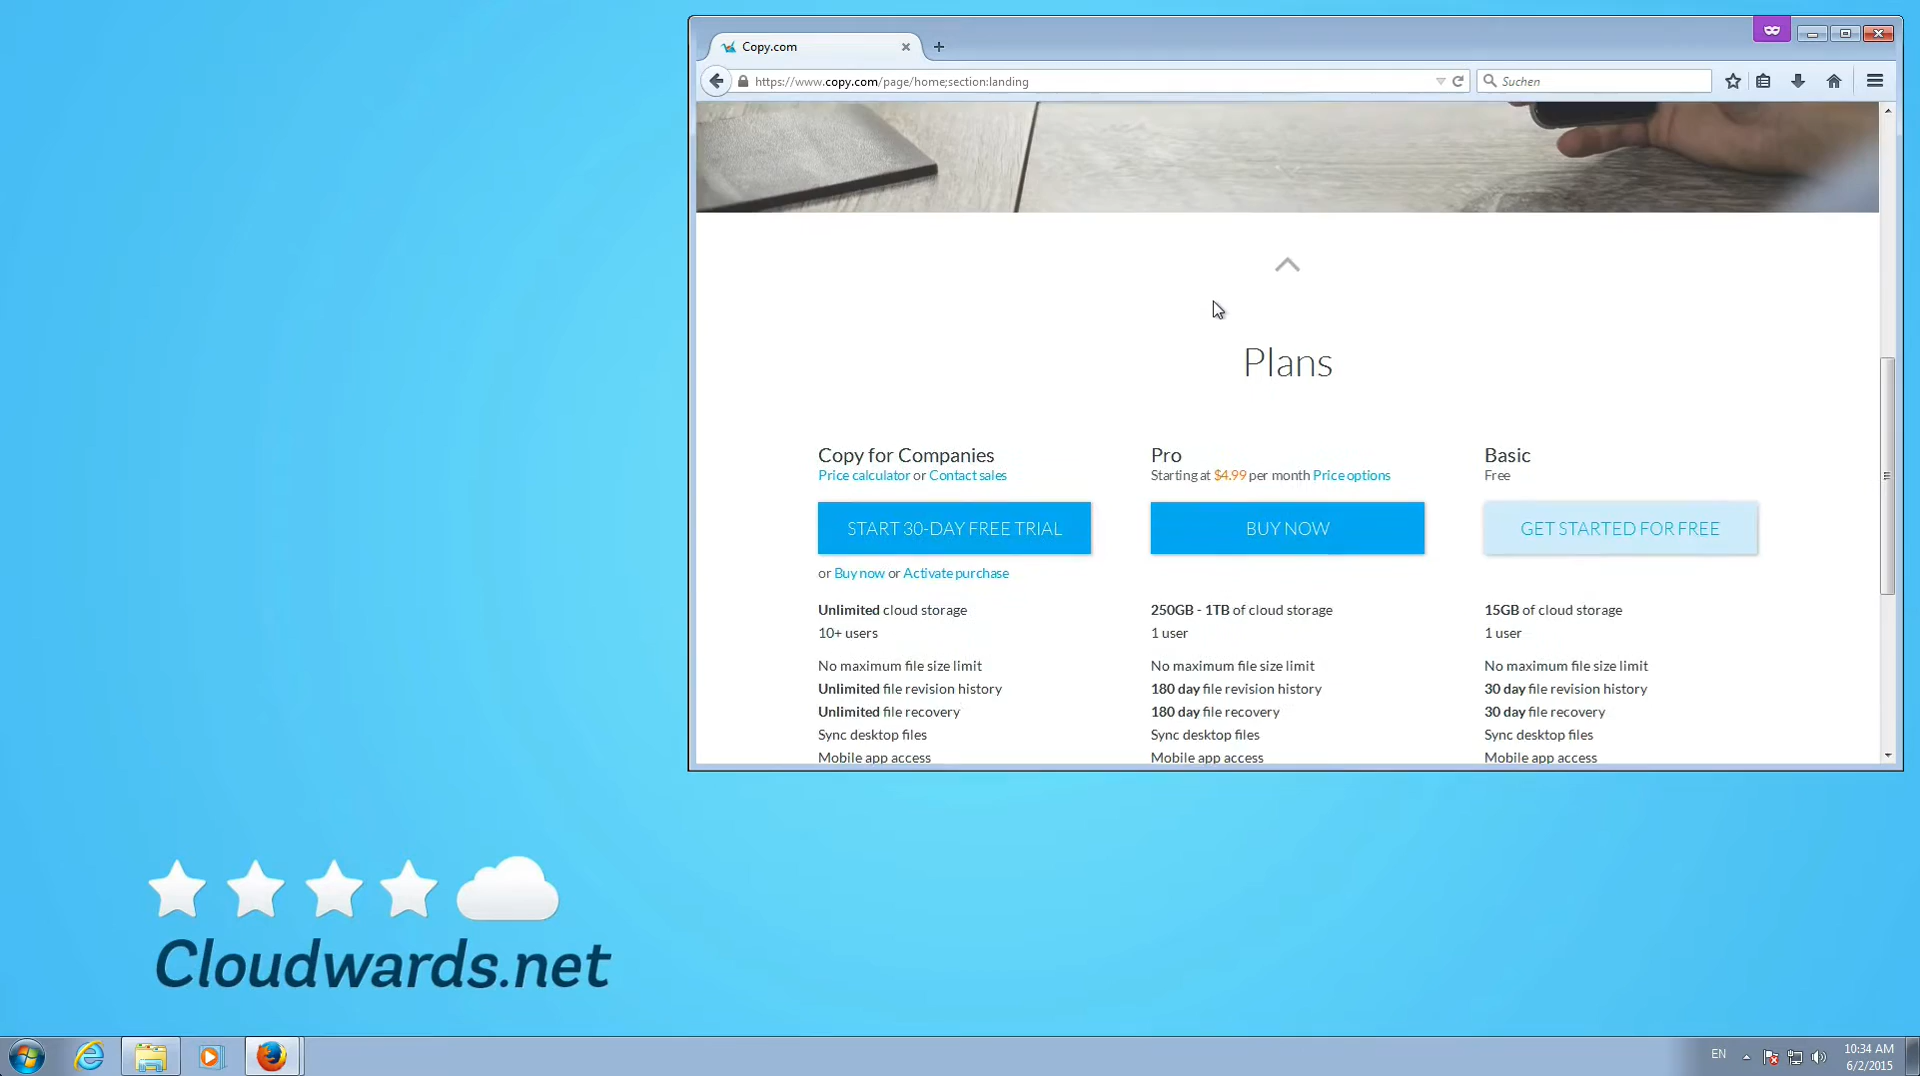 Copy.com
https://www.copy.com/page/home;section:landing
Suchen
Plans
Copy for Companies
Price calculator or Contact sales
START 30-DAY FREE TRIAL
or Buy now or Activate purchase
Unlimited cloud storage
10+ users
No maximum file size limit
Unlimited file revision history
Unlimited file recovery
Sync desktop files
Mobile app access
Pro
Starting at $4.99 per month Price options
BUY NOW
250GB - 1TB of cloud storage
1 user
No maximum file size limit
180 day file revision history
180 day file recovery
Sync desktop files
Mobile app access
Basic
Free
GET STARTED FOR FREE
15GB of cloud storage
1 user
No maximum file size limit
30 day file revision history
30 day file recovery
Sync desktop files
Mobile app access
Cloudwards.net
EN
10:34 AM
6/2/2015